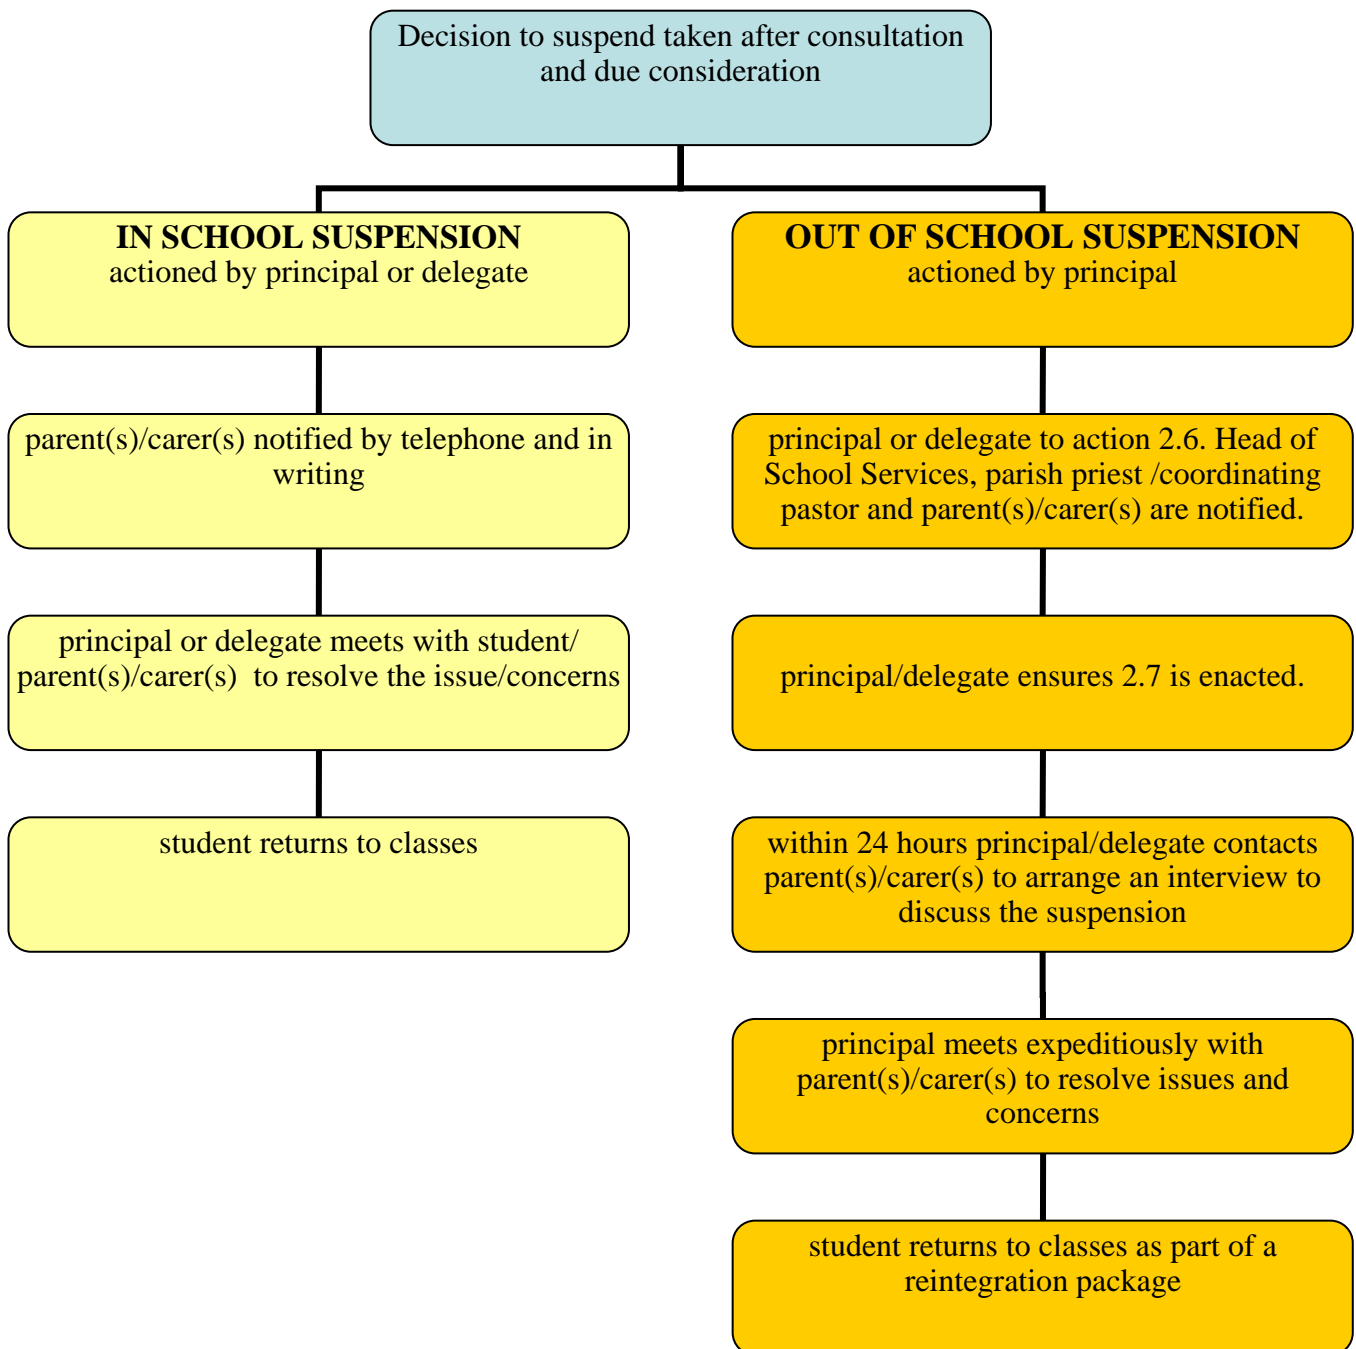 Decision to suspend taken after consultation
and due consideration
IN SCHOOL SUSPENSION
actioned by principal or delegate
parent(s)/carer(s) notified by telephone and in
writing
principal or delegate meets with student/
parent(s)/carer(s)  to resolve the issue/concerns
student returns to classes
OUT OF SCHOOL SUSPENSION
actioned by principal
principal or delegate to action 2.6. Head of
School Services, parish priest /coordinating
pastor and parent(s)/carer(s) are notified.
principal/delegate ensures 2.7 is enacted.
within 24 hours principal/delegate contacts
parent(s)/carer(s) to arrange an interview to
discuss the suspension
principal meets expeditiously with
parent(s)/carer(s) to resolve issues and
concerns
student returns to classes as part of a
reintegration package